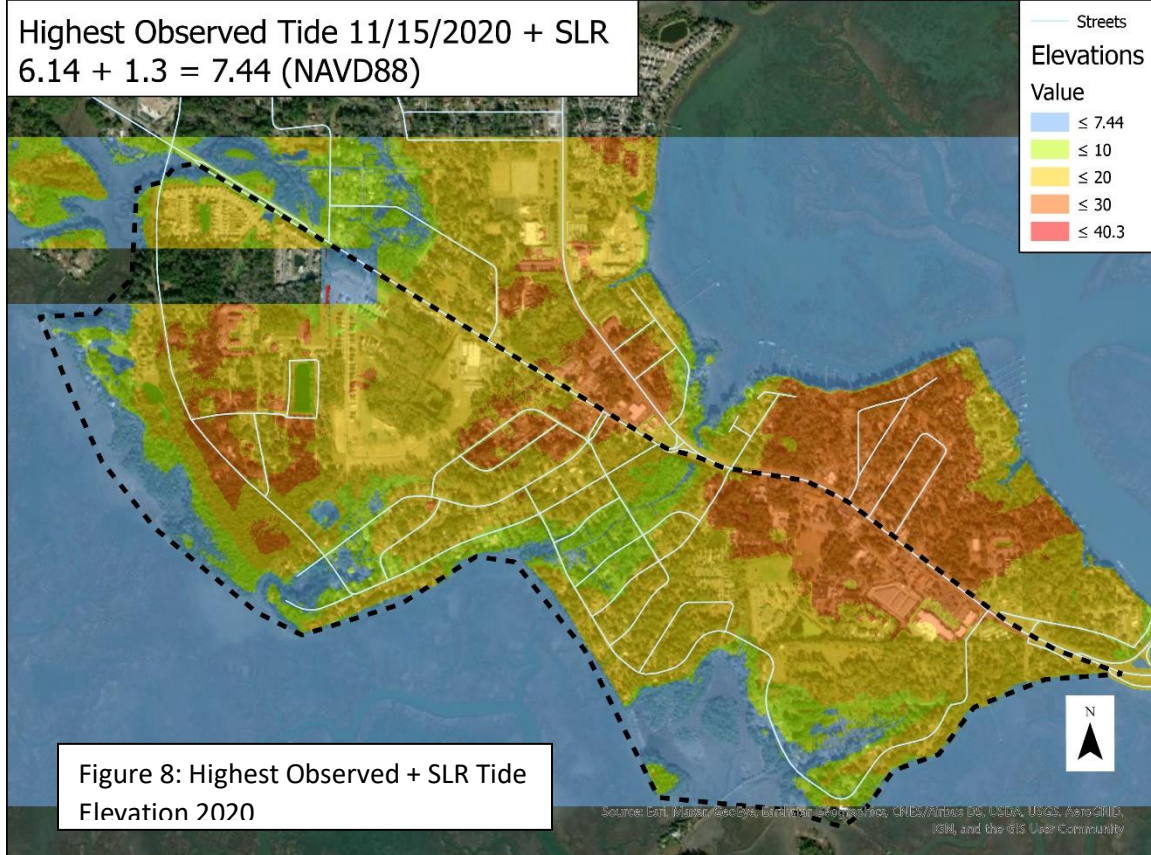 Highest Observed Tide 11/15/2020 + SLR
6.14 + 1.3 = 7.44 (NAVD88)
Streets
Elevations
Value
≤ 7.44
≤ 10
≤ 20
≤ 30
≤ 40.3
N
Figure 8: Highest Observed + SLR Tide
Elevation 2020
Source: Esri, Maxar, GeoEye, Earthstar Geographics, CNES/Airbus DS, USDA, USGS, AeroGRID,
IGN, and the GIS User Community